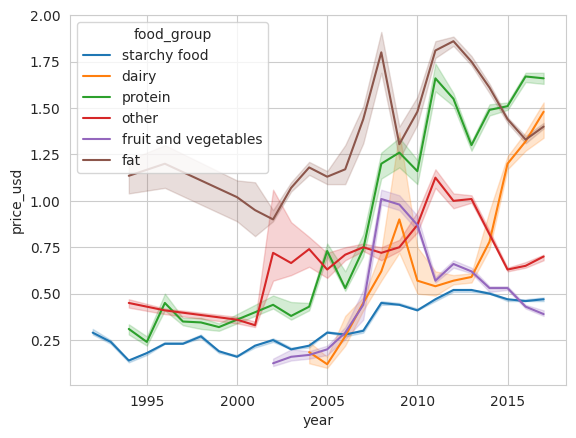 2.00
1.75
1.50
1.25
1.00
0.75
0.50
0.25
price_usd
food_group
starchy food
dairy
protein
other
fruit and vegetables
fat
1995 2000 2005 2010 2015
year